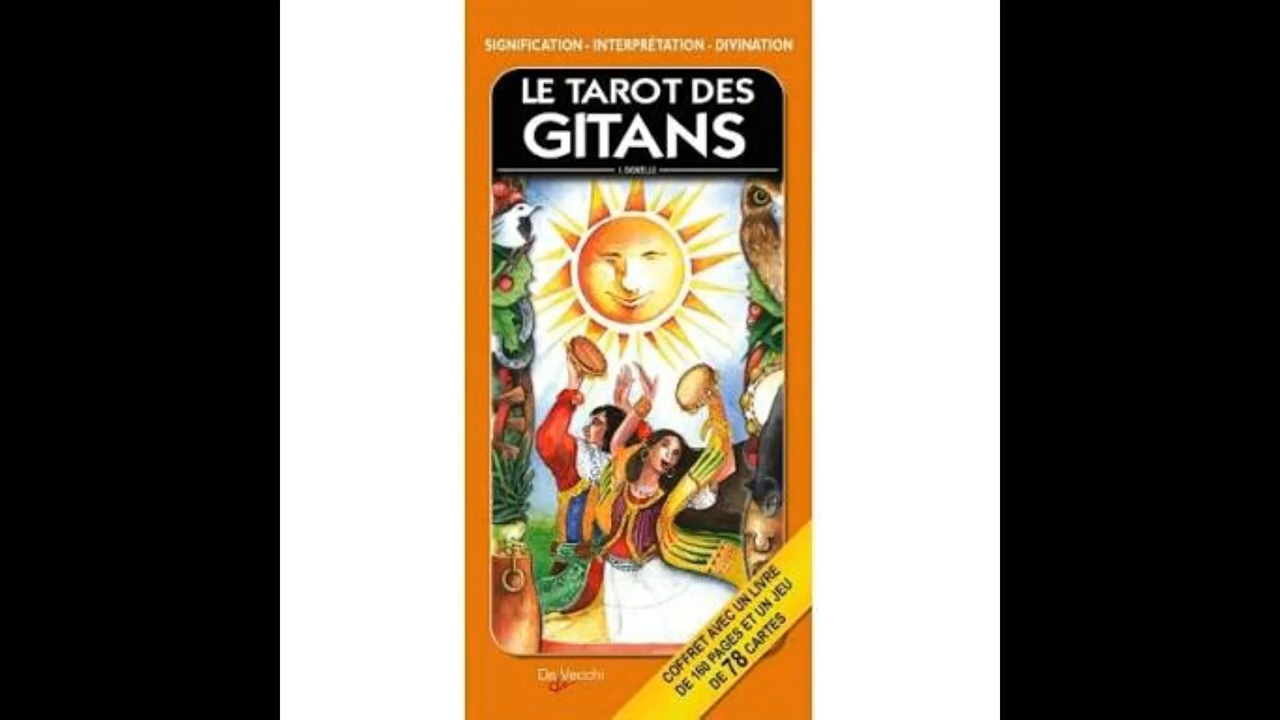 SIGNIFICATION - INTERPRÉTATION - DIVINATION
LE TAROT DES
GITANS
COFFRET AVEC UN LIVRE
DE 160 PAGES ET UN JEU
DE 78 CARTES
De Vecchi